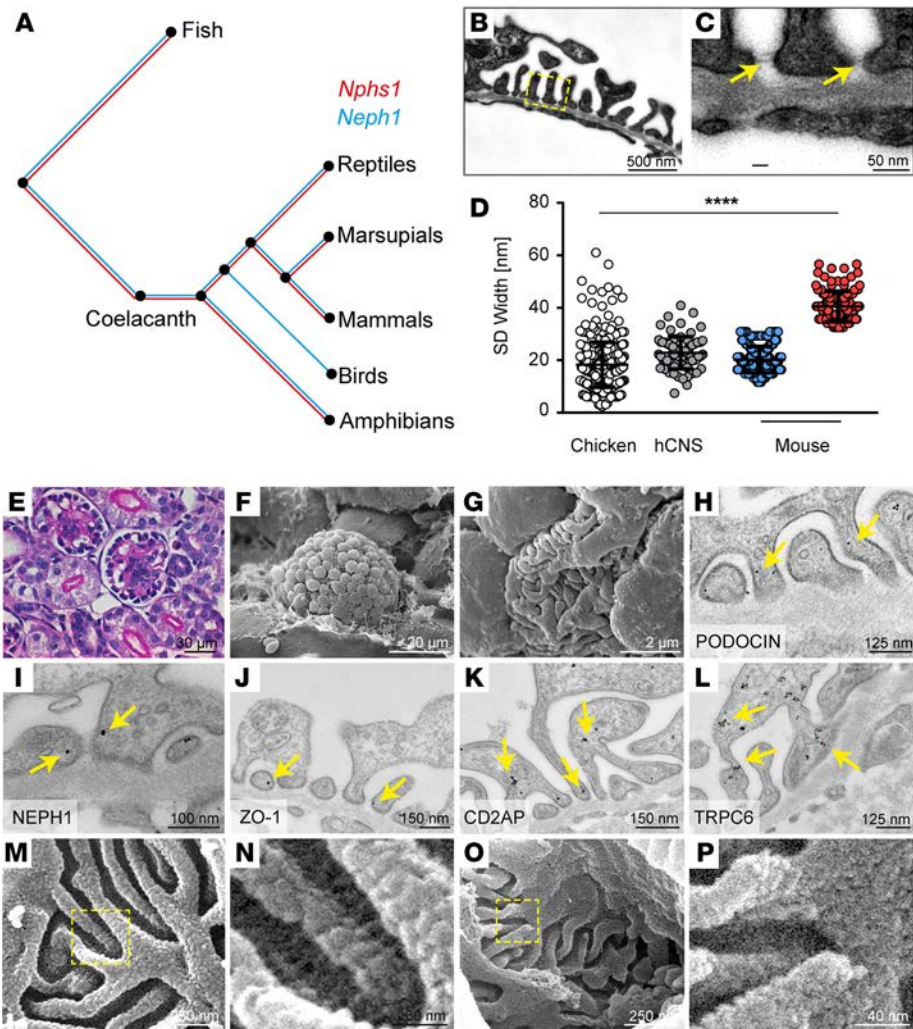 A
Fish
Nphs1
Neph1
Reptiles
Marsupials
Mammals
Birds
Amphibians
Coelacanth
B
500 nm
C
50 nm
D
****
SD Width [nm]
80
60
40
20
0
Chicken
hCNS
Mouse
E
30 µm
F
20 µm
G
2 µm
H
PODOCIN
125 nm
I
NEPH1
100 nm
J
ZO-1
150 nm
K
CD2AP
150 nm
L
TRPC6
125 nm
M
N
O
250 nm
P
40 nm